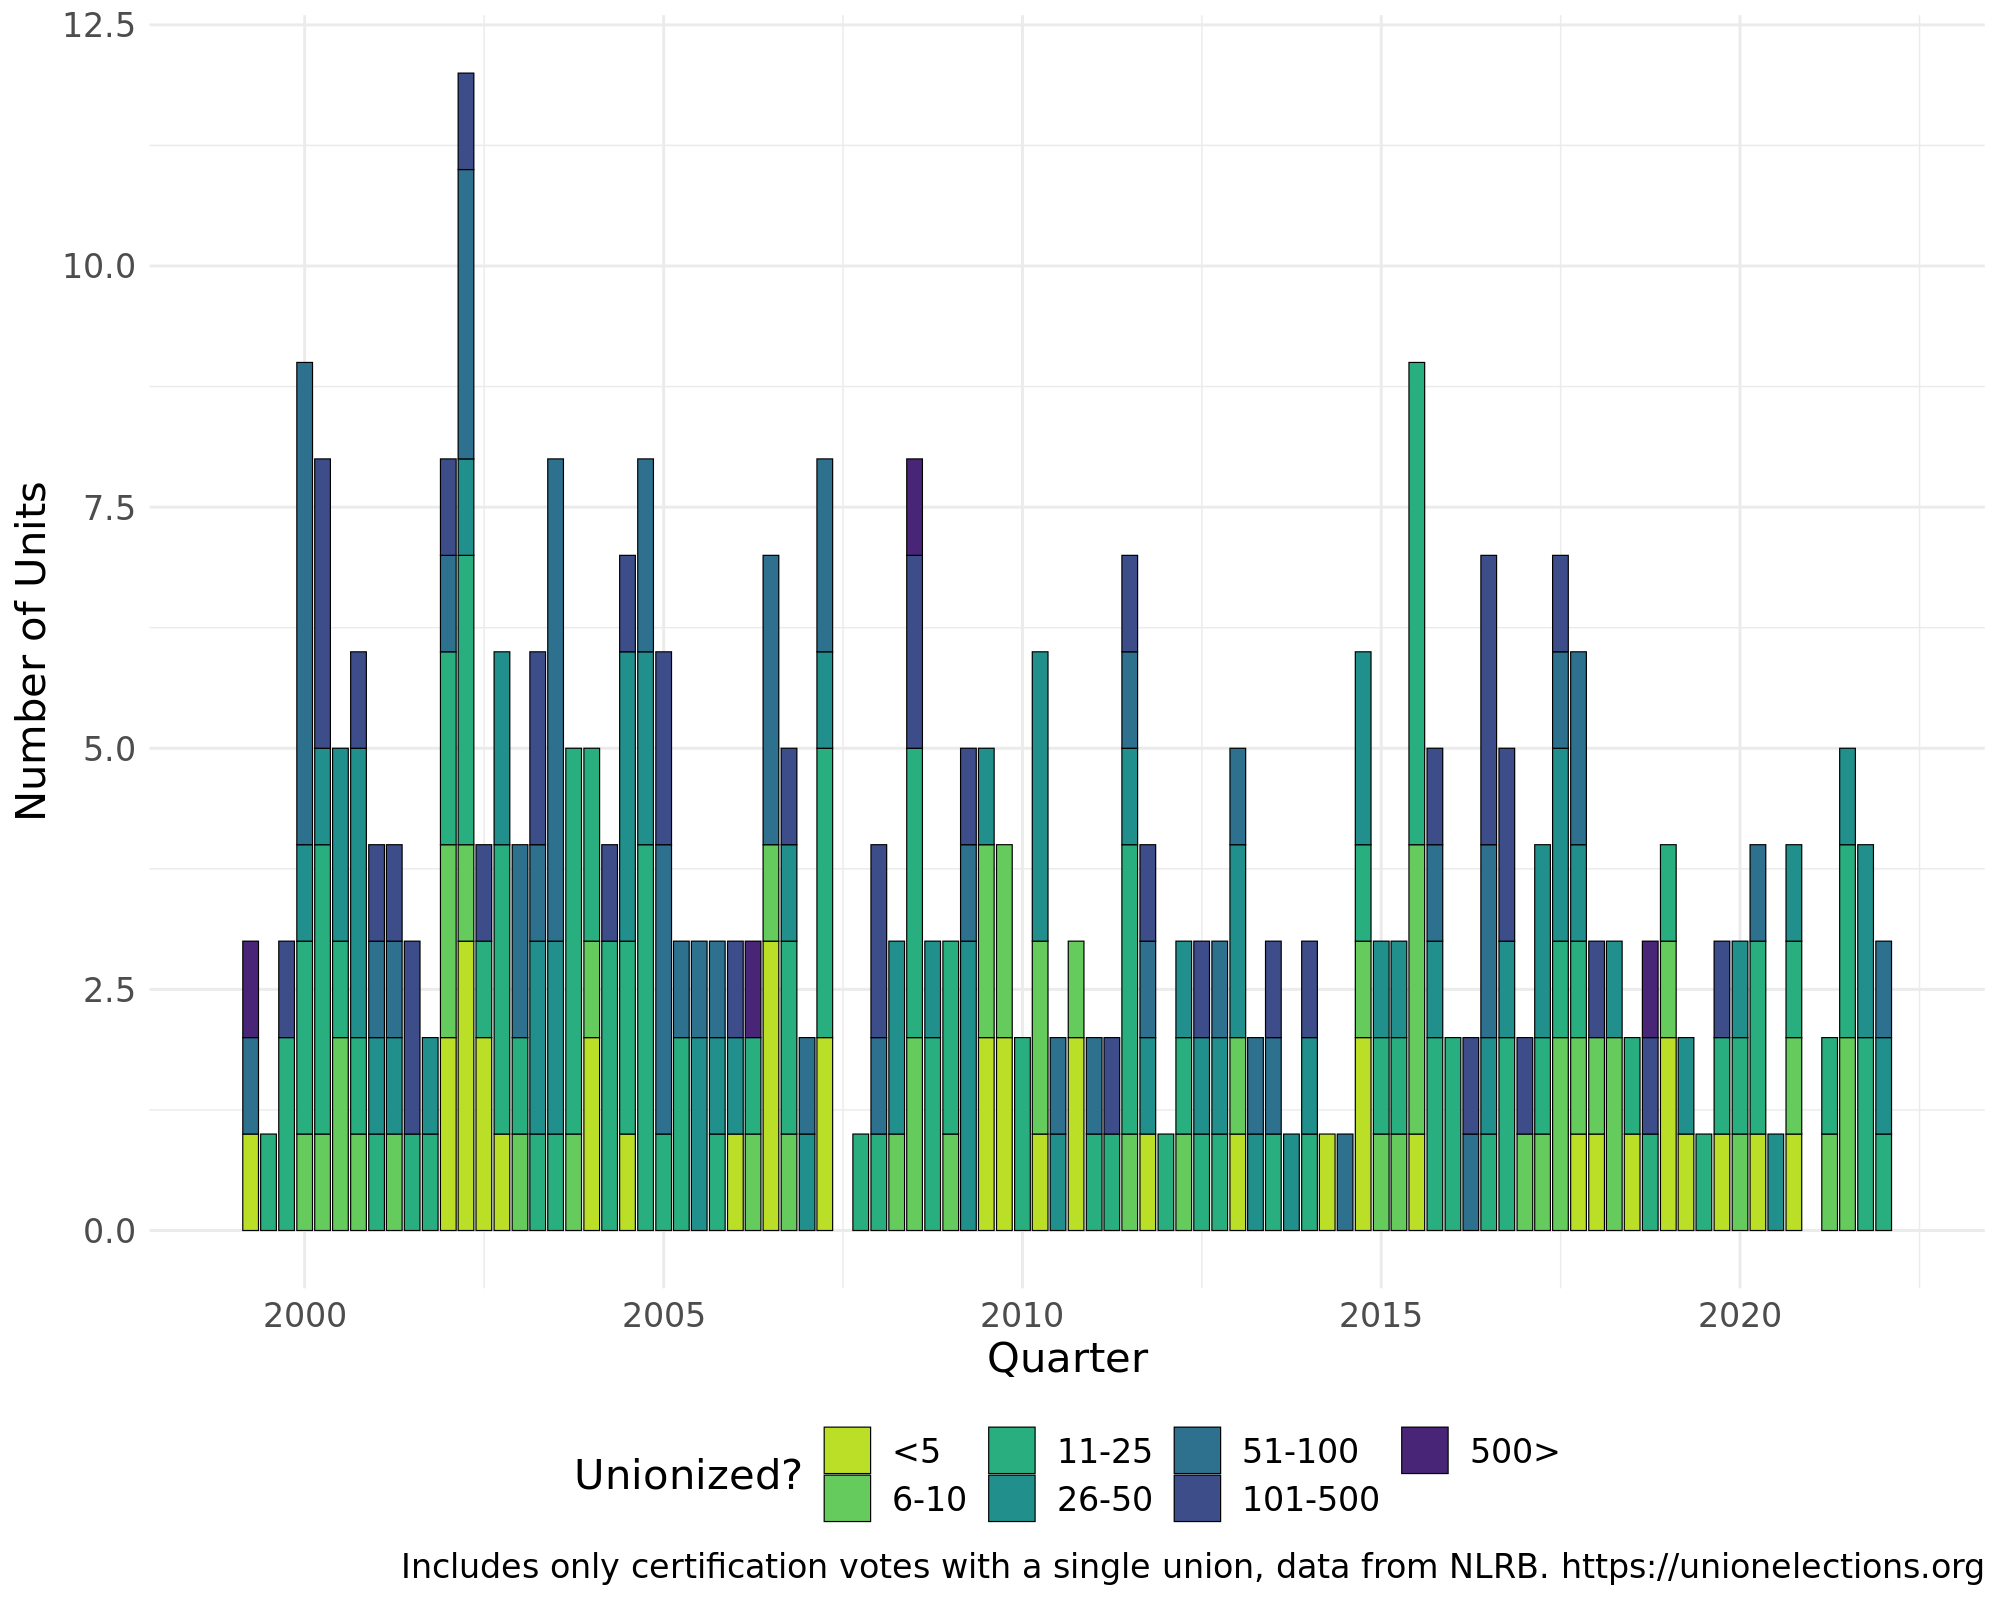 12.5
10.0
7.5
5.0
2.5
0.0
Number of Units
2000 2005 2010 2015 2020
Quarter
Unionized?
<5 11-25 51-100 500>
6-10 26-50 101-500
Includes only certification votes with a single union, data from NLRB. https://unionelections.org